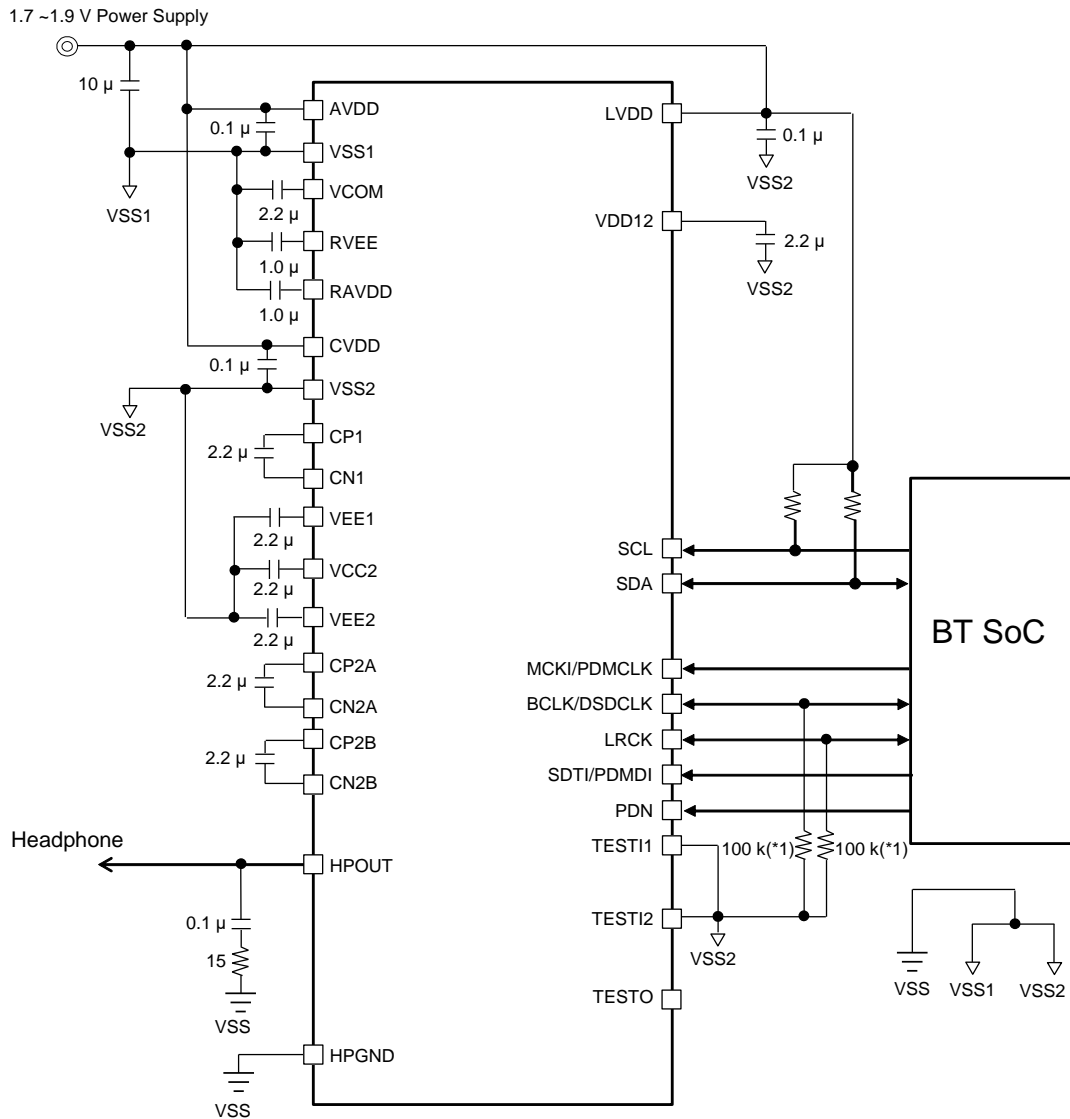 1.7 ~1.9 V Power Supply
10 µ
AVDD
0.1 µ
VSS1
VSS1
VCOM
2.2 µ
RVEE
1.0 µ
RAVDD
1.0 µ
CVDD
0.1 µ
VSS2
VSS2
CP1
2.2 µ
CN1
VEE1
2.2 µ
VCC2
2.2 µ
VEE2
2.2 µ
CP2A
2.2 µ
CN2A
CP2B
2.2 µ
CN2B
Headphone
HPOUT
0.1 µ
15
VSS
HPGND
VSS
LVDD
0.1 µ
VSS2
VDD12
2.2 µ
VSS2
SCL
SDA
BT SoC
MCKI/PDMCLK
BCLK/DSDCLK
LRCK
SDTI/PDMDI
PDN
TESTI1
100 k(*1)
100 k(*1)
TESTI2
VSS2
TESTO
VSS
VSS1
VSS2